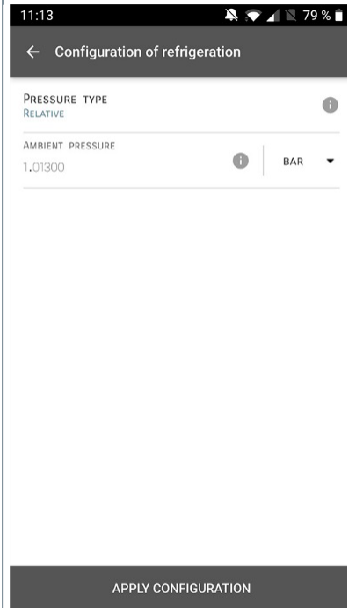 11:13 79 %
Configuration of refrigeration
PRESSURE TYPE
RELATIVE
AMBIENT PRESSURE
1.01300 BAR
APPLY CONFIGURATION